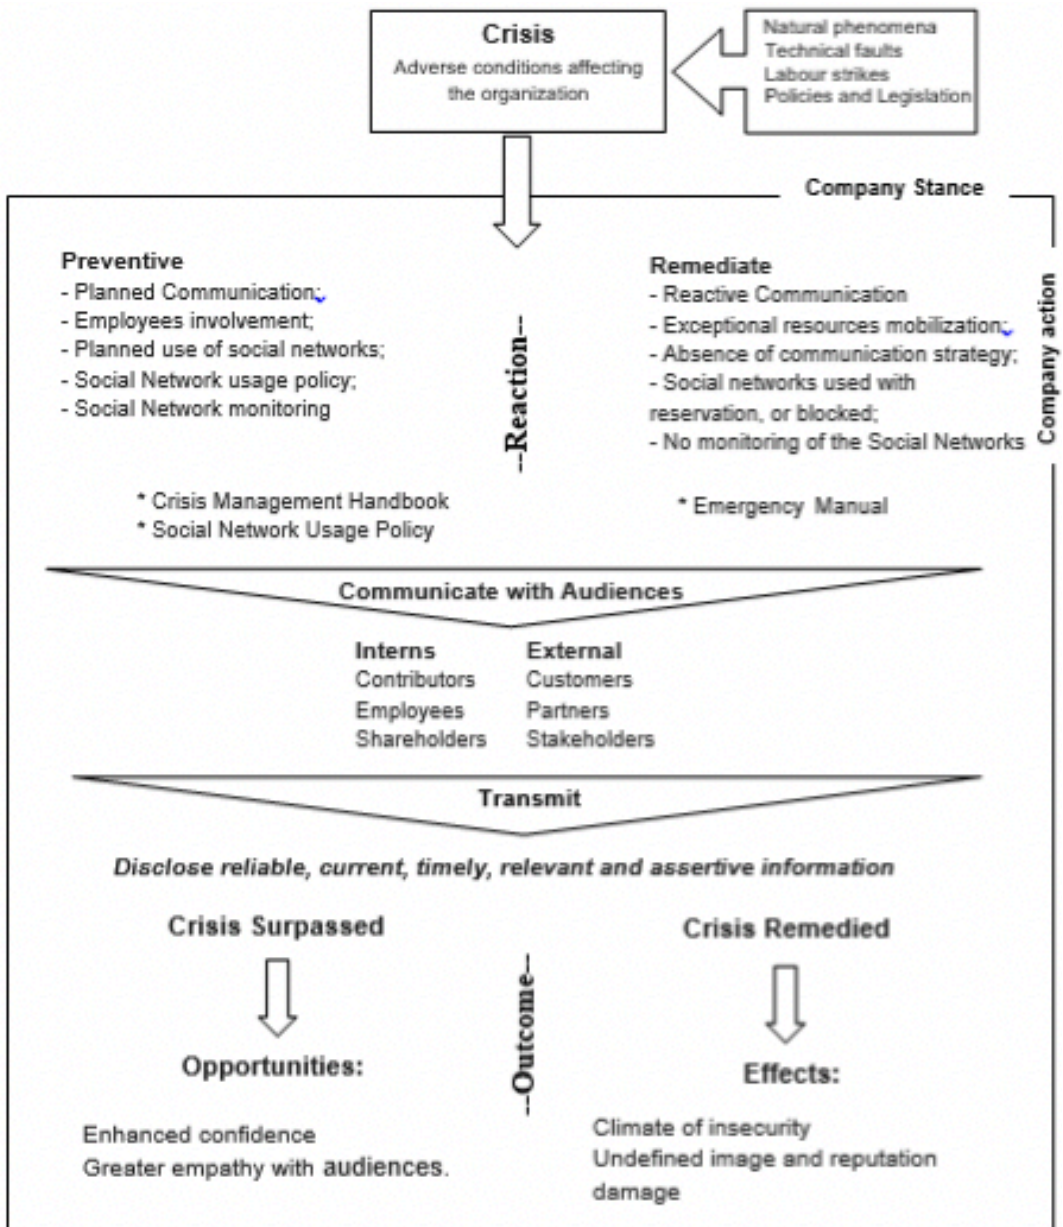 Crisis
Adverse conditions affecting
the organization
Natural phenomena
Technical faults
Labour strikes
Policies and Legislation
Company Stance
Company action
Preventive
- Planned Communication;
- Employees involvement;
- Planned use of social networks;
- Social Network usage policy;
- Social Network monitoring
---Reaction---
Remediate
- Reactive Communication
- Exceptional resources mobilization;
- Absence of communication strategy;
- Social networks used with
reservation, or blocked;
- No monitoring of the Social Networks
* Crisis Management Handbook
* Social Network Usage Policy
* Emergency Manual
Communicate with Audiences
Interns
Contributors
Employees
Shareholders
External
Customers
Partners
Stakeholders
Transmit
Disclose reliable, current, timely, relevant and assertive information
Crisis Surpassed
Opportunities:
Enhanced confidence
Greater empathy with audiences.
---Outcome---
Crisis Remedied
Effects:
Climate of insecurity
Undefined image and reputation
damage